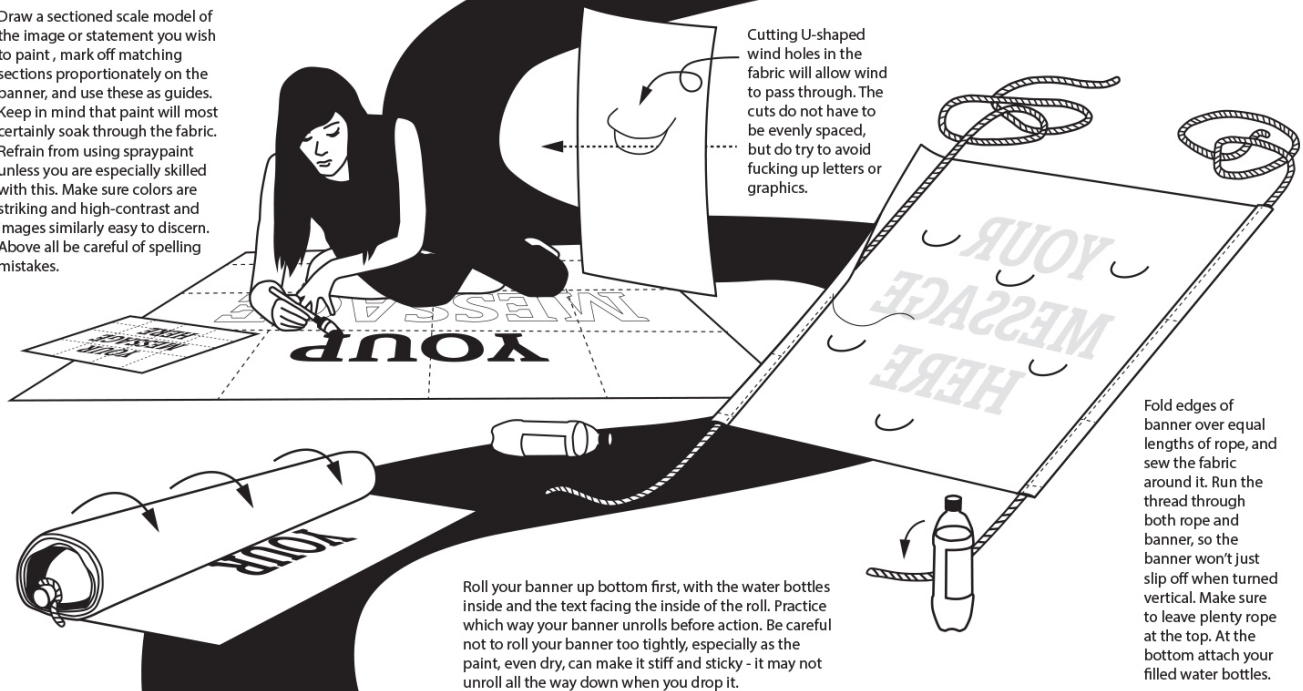 Draw a sectioned scale model of
the image or statement you wish
to paint , mark off matching
sections proportionately on the
banner, and use these as guides.
Keep in mind that paint will most
certainly soak through the fabric.
Refrain from using spraypaint
unless you are especially skilled
with this. Make sure colors are
striking and high-contrast and
images similarly easy to discern.
Above all be careful of spelling
mistakes.
Cutting U-shaped
wind holes in the
fabric will allow wind
to pass through. The
cuts do not have to
be evenly spaced,
but do try to avoid
fucking up letters or
graphics.
YOUR
MESSAGE
HERE
YOUR
MESSAGE
HERE
MESSA E
YOUP
YOUR
Fold edges of
banner over equal
lengths of rope, and
sew the fabric
around it. Run the
thread through
both rope and
banner, so the
banner won't just
slip off when turned
vertical. Make sure
to leave plenty rope
at the top. At the
bottom attach your
filled water bottles.
Roll your banner up bottom first, with the water bottles
inside and the text facing the inside of the roll. Practice
which way your banner unrolls before action. Be careful
not to roll your banner too tightly, especially as the
paint, even dry, can make it stiff and sticky - it may not
unroll all the way down when you drop it.